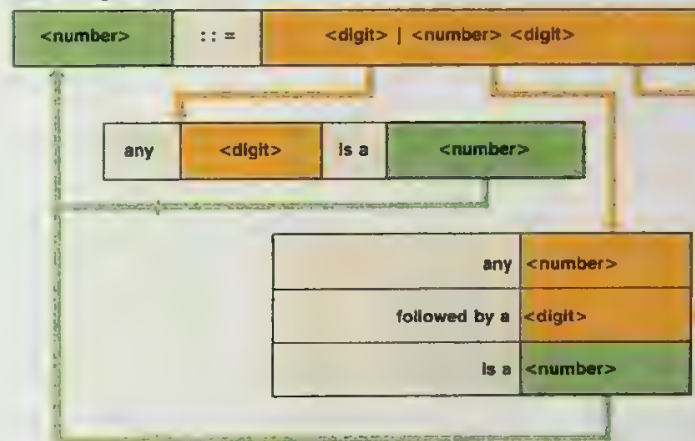 <number> ::= <digit> | <number> <digit>
any <digit> is a <number>
any <number>
followed by a <digit>
is a <number>